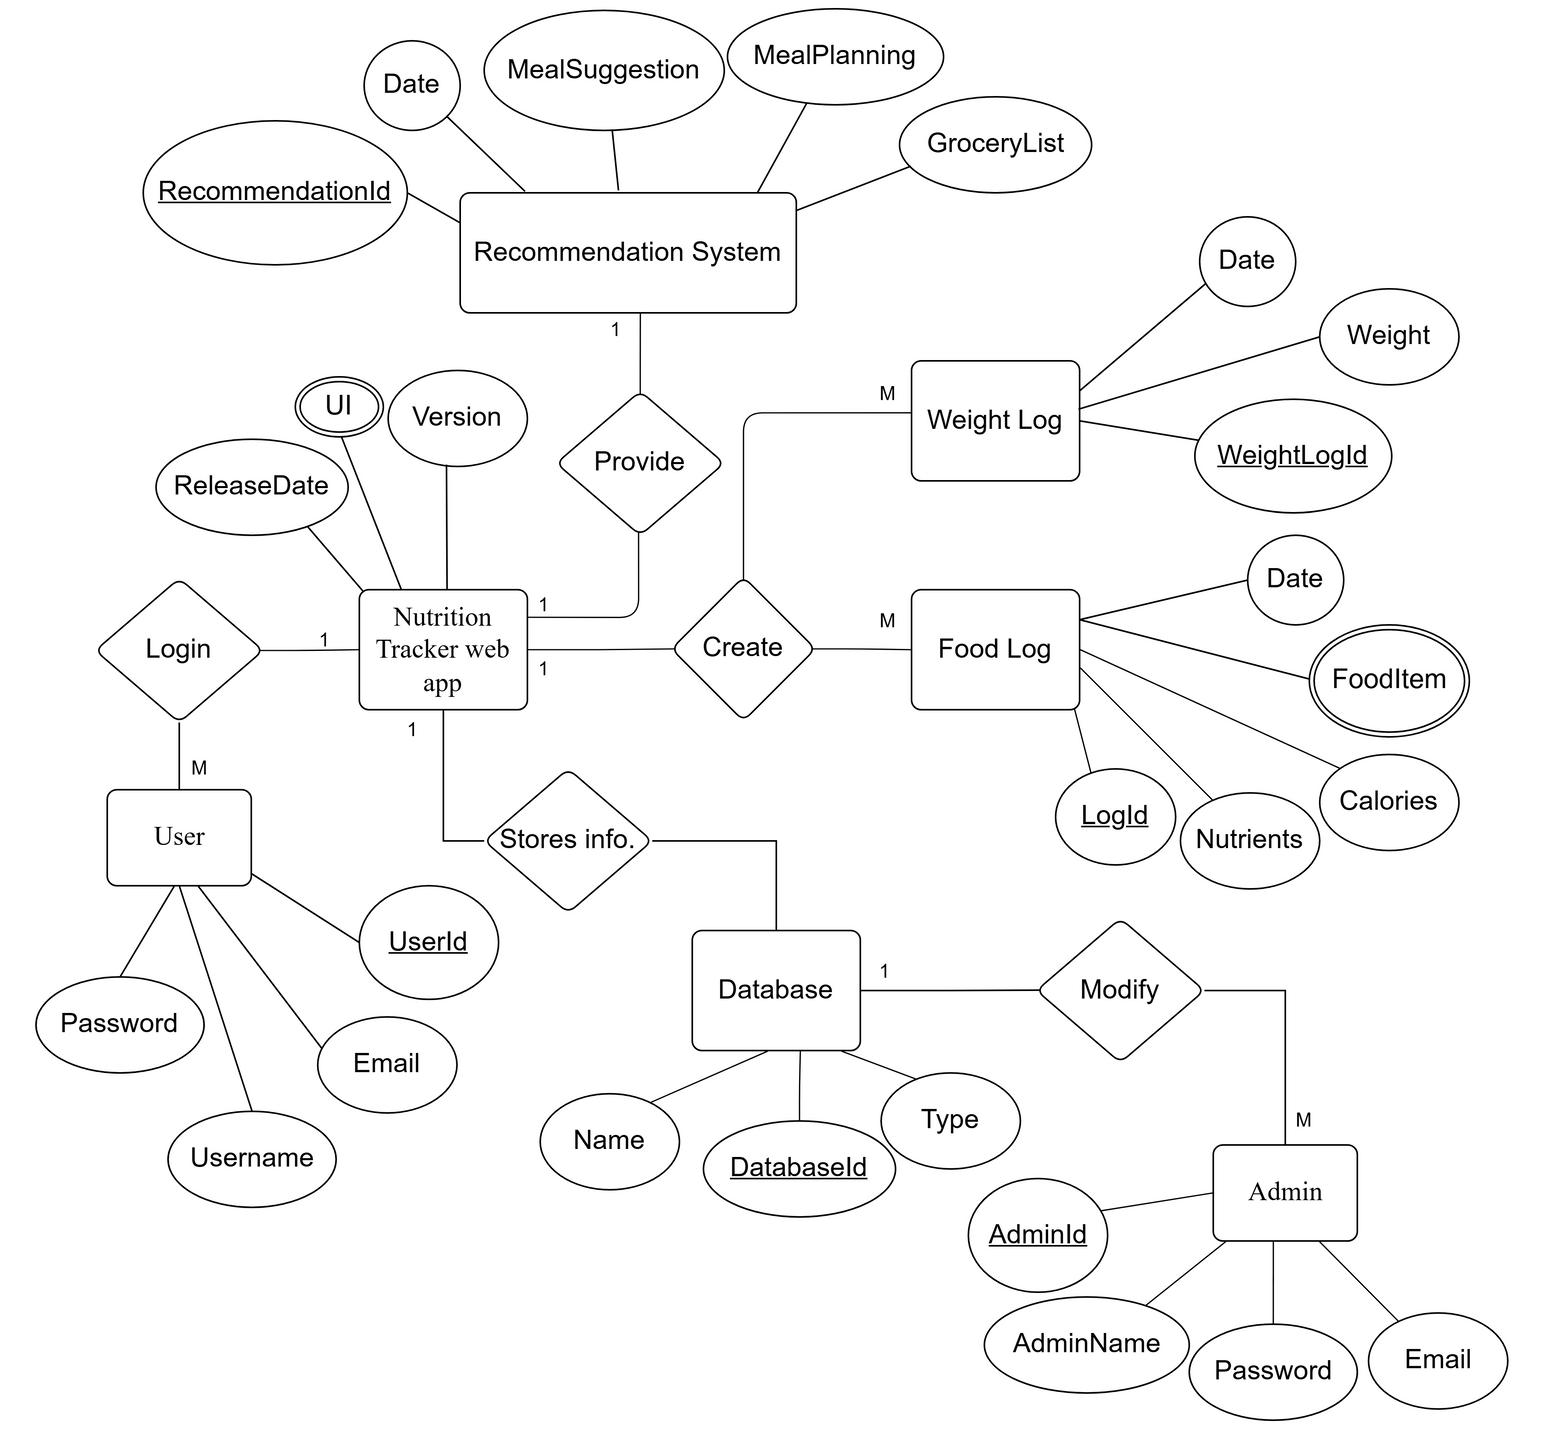 MealPlanning
MealSuggestion
Date
GroceryList
RecommendationId
Recommendation System
Date
1
Weight
M
UI
Version
Weight Log
WeightLogId
Provide
ReleaseDate
Date
1
Nutrition
Tracker web
app
M
Login
1
Create
Food Log
1
FoodItem
1
M
Calories
LogId
User
Stores info.
Nutrients
UserId
1
Database
Modify
Password
Email
M
Type
Name
Username
DatabaseId
Admin
AdminId
AdminName
Email
Password